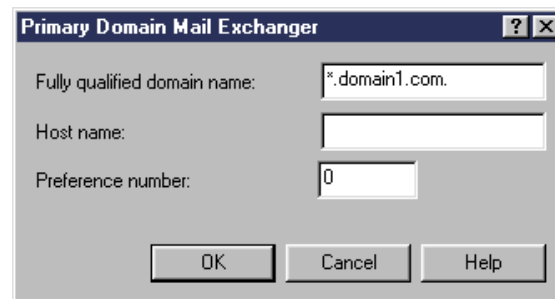 Primary Domain Mail Exchanger ? X
Fully qualified domain name: *.domain1.com.
Host name:
Preference number: 0
OK Cancel Help